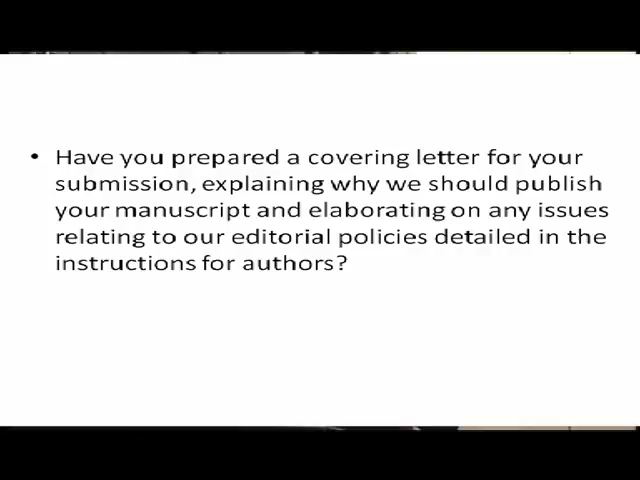 • Have you prepared a covering letter for your
submission, explaining why we should publish
your manuscript and elaborating on any issues
relating to our editorial policies detailed in the
instructions for authors?